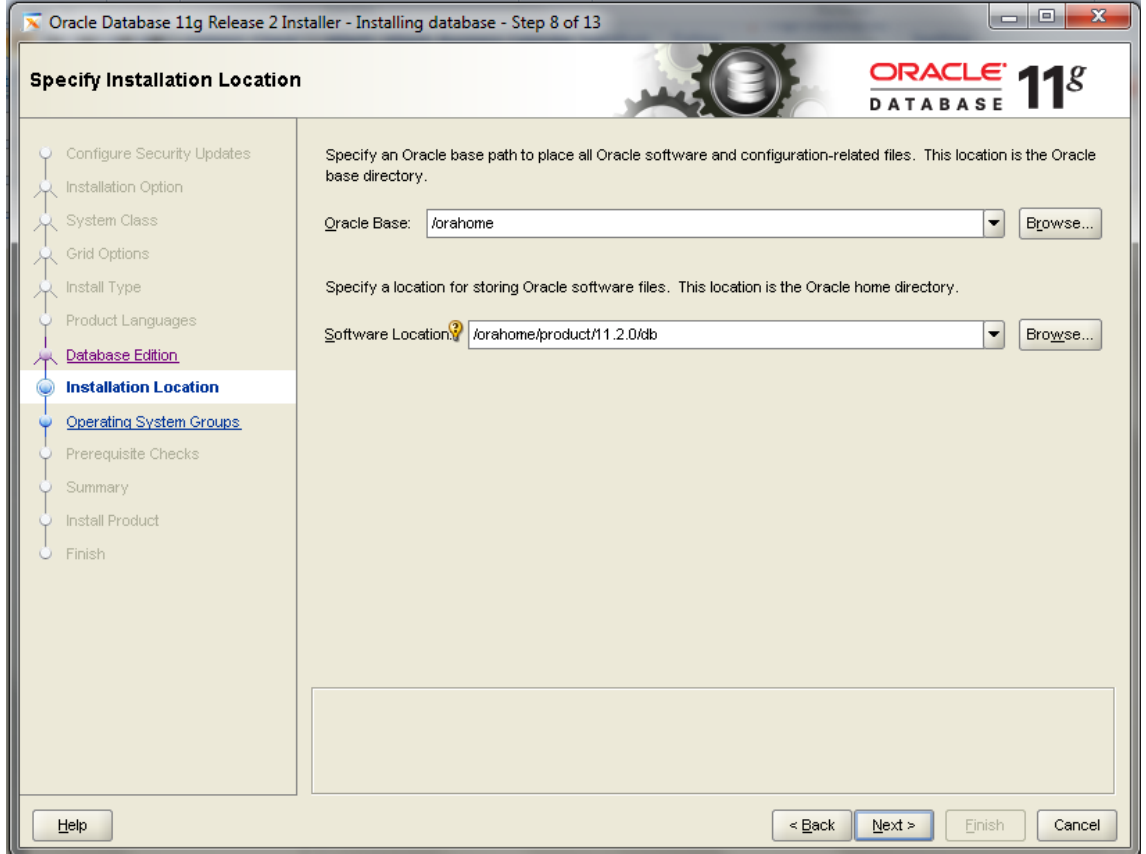 Oracle Database 11g Release 2 Installer - Installing database - Step 8 of 13
Specify Installation Location
ORACLE 11g
DATABASE
Configure Security Updates
Installation Option
System Class
Grid Options
Install Type
Product Languages
Database Edition
Installation Location
Operating System Groups
Prerequisite Checks
Summary
Install Product
Finish
Specify an Oracle base path to place all Oracle software and configuration-related files. This location is the Oracle
base directory.
Oracle Base: /orahome Browse...
Specify a location for storing Oracle software files. This location is the Oracle home directory.
Software Location: /orahome/product/11.2.0/db Browse...
Help < Back Next > Finish Cancel